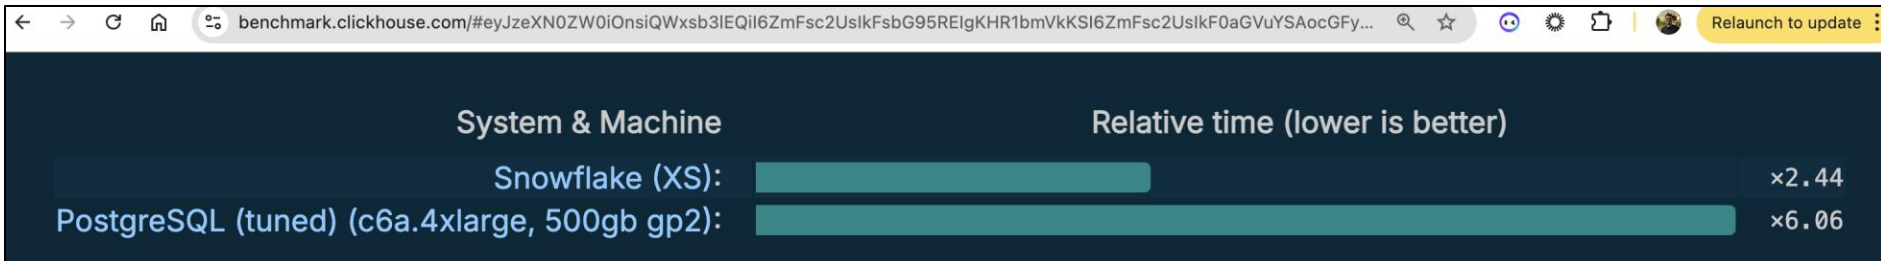 benchmark.clickhouse.com/#eyJzeXN0ZW0iOnsiQWxsb3lEQiI6ZmFsc2UsIkFsbG95REIgKHR1bmVkKSI6ZmFsc2UsIkF0aGVuYSAocGFy... Relaunch to update
System & Machine Relative time (lower is better)
Snowflake (XS): ×2.44
PostgreSQL (tuned) (c6a.4xlarge, 500gb gp2): ×6.06